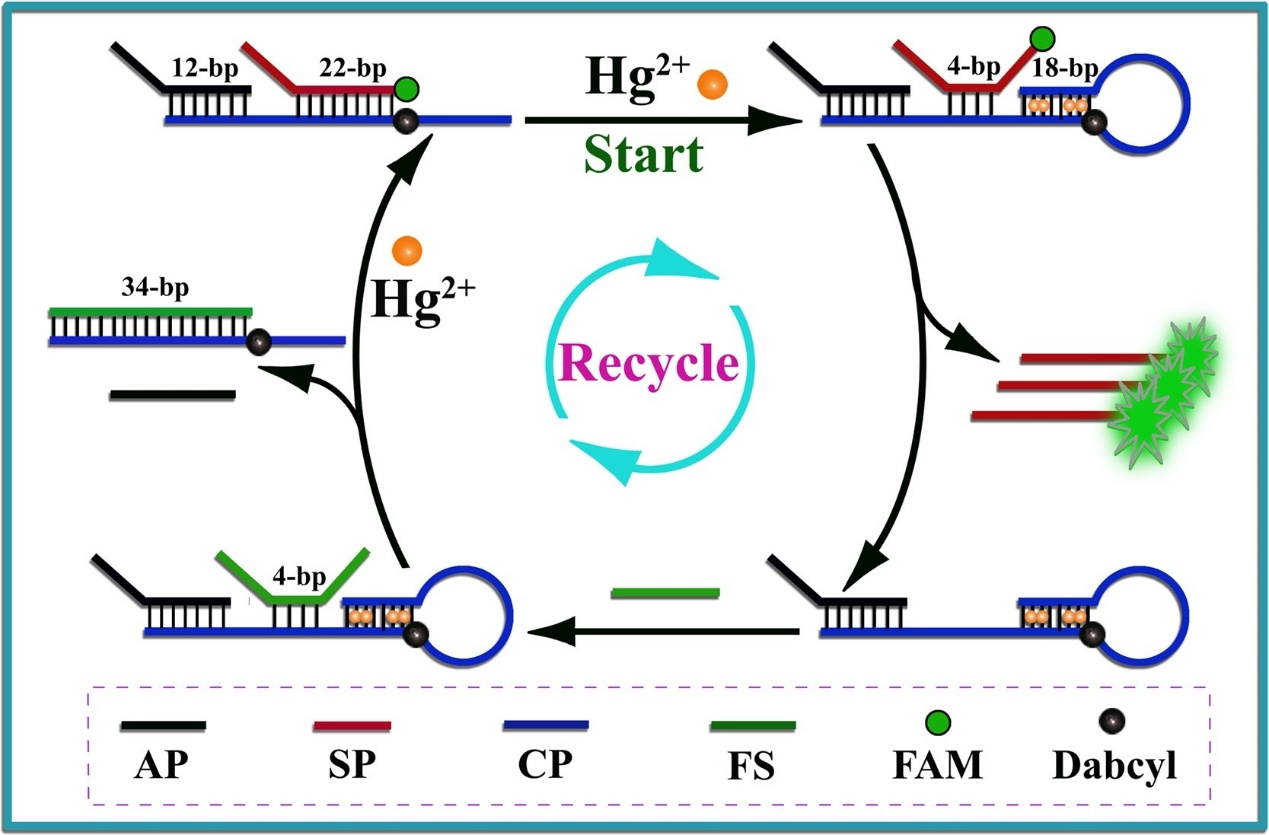 12-bp
22-bp
Hg2+
Start
4-bp
18-bp
34-bp
Hg2+
Recycle
4-bp
AP
SP
CP
FS
FAM
Dabcyl